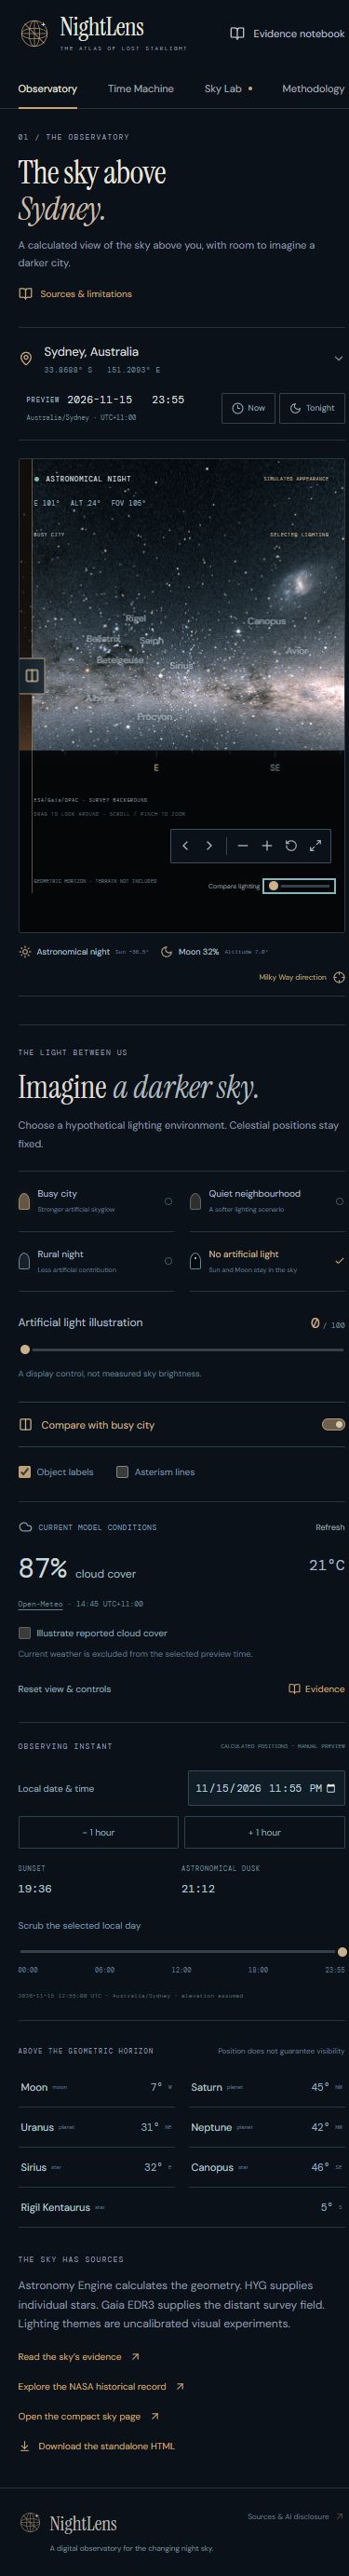 NightLens
THE ATLAS OF LOST STARLIGHT
Evidence notebook
Observatory Time Machine Sky Lab Methodology
01 / THE OBSERVATORY
The sky above
Sydney.
A calculated view of the sky above you, with room to imagine a
darker city.
Sources & limitations
Sydney, Australia
33.8688° S 151.2093° E
PREVIEW 2026-11-15 23:55
Australia/Sydney · UTC+11:00
Now
Tonight
ASTRONOMICAL NIGHT
SIMULATED APPEARANCE
E 101° ALT 24° FOV 106°
BUSY CITY
SELECTED LIGHTING
Rigel
Canopus
Bellatrix
Saiph
Avior
Betelgeuse
Sirius
Procyon
E SE
ESA/Gaia/DPAC · SURVEY BACKGROUND
DRAG TO LOOK AROUND · SCROLL / PINCH TO ZOOM
GEOMETRIC HORIZON · TERRAIN NOT INCLUDED
Compare lighting
Astronomical night Moon 32% Altitude 7.0°
Milky Way direction
THE LIGHT BETWEEN US
Imagine a darker sky.
Choose a hypothetical lighting environment. Celestial positions stay
fixed.
Busy city
Stronger artificial skyglow
Quiet neighbourhood
A softer lighting scenario
Rural night
Less artificial contribution
No artificial light
Sun and Moon stay in the sky
Artificial light illustration
0 / 100
A display control, not measured sky brightness.
Compare with busy city
Object labels Asterism lines
CURRENT MODEL CONDITIONS
Refresh
87% cloud cover
21°C
Open-Meteo · 14:45 UTC+11:00
Illustrate reported cloud cover
Current weather is excluded from the selected preview time.
Reset view & controls
Evidence
OBSERVING INSTANT
CALCULATED POSITIONS · MANUAL PREVIEW
Local date & time
11/15/2026 11:55 PM
− 1 hour
+ 1 hour
SUNSET
ASTRONOMICAL DUSK
19:36
21:12
Scrub the selected local day
00:00 06:00 12:00 18:00 23:55
2026-11-15 12:55:00 UTC · Australia/Sydney · elevation assumed
ABOVE THE GEOMETRIC HORIZON
Position does not guarantee visibility
Moon moon 7° W
Saturn planet 45° NW
Uranus planet 31° NE
Neptune planet 42° NW
Sirius star 32° E
Canopus star 46° SE
Rigil Kentaurus star 5° S
THE SKY HAS SOURCES
Astronomy Engine calculates the geometry. HYG supplies
individual stars. Gaia EDR3 supplies the distant survey field.
Lighting themes are uncalibrated visual experiments.
Read the sky's evidence
Explore the NASA historical record
Open the compact sky page
Download the standalone HTML
NightLens
Sources & AI disclosure
A digital observatory for the changing night sky.